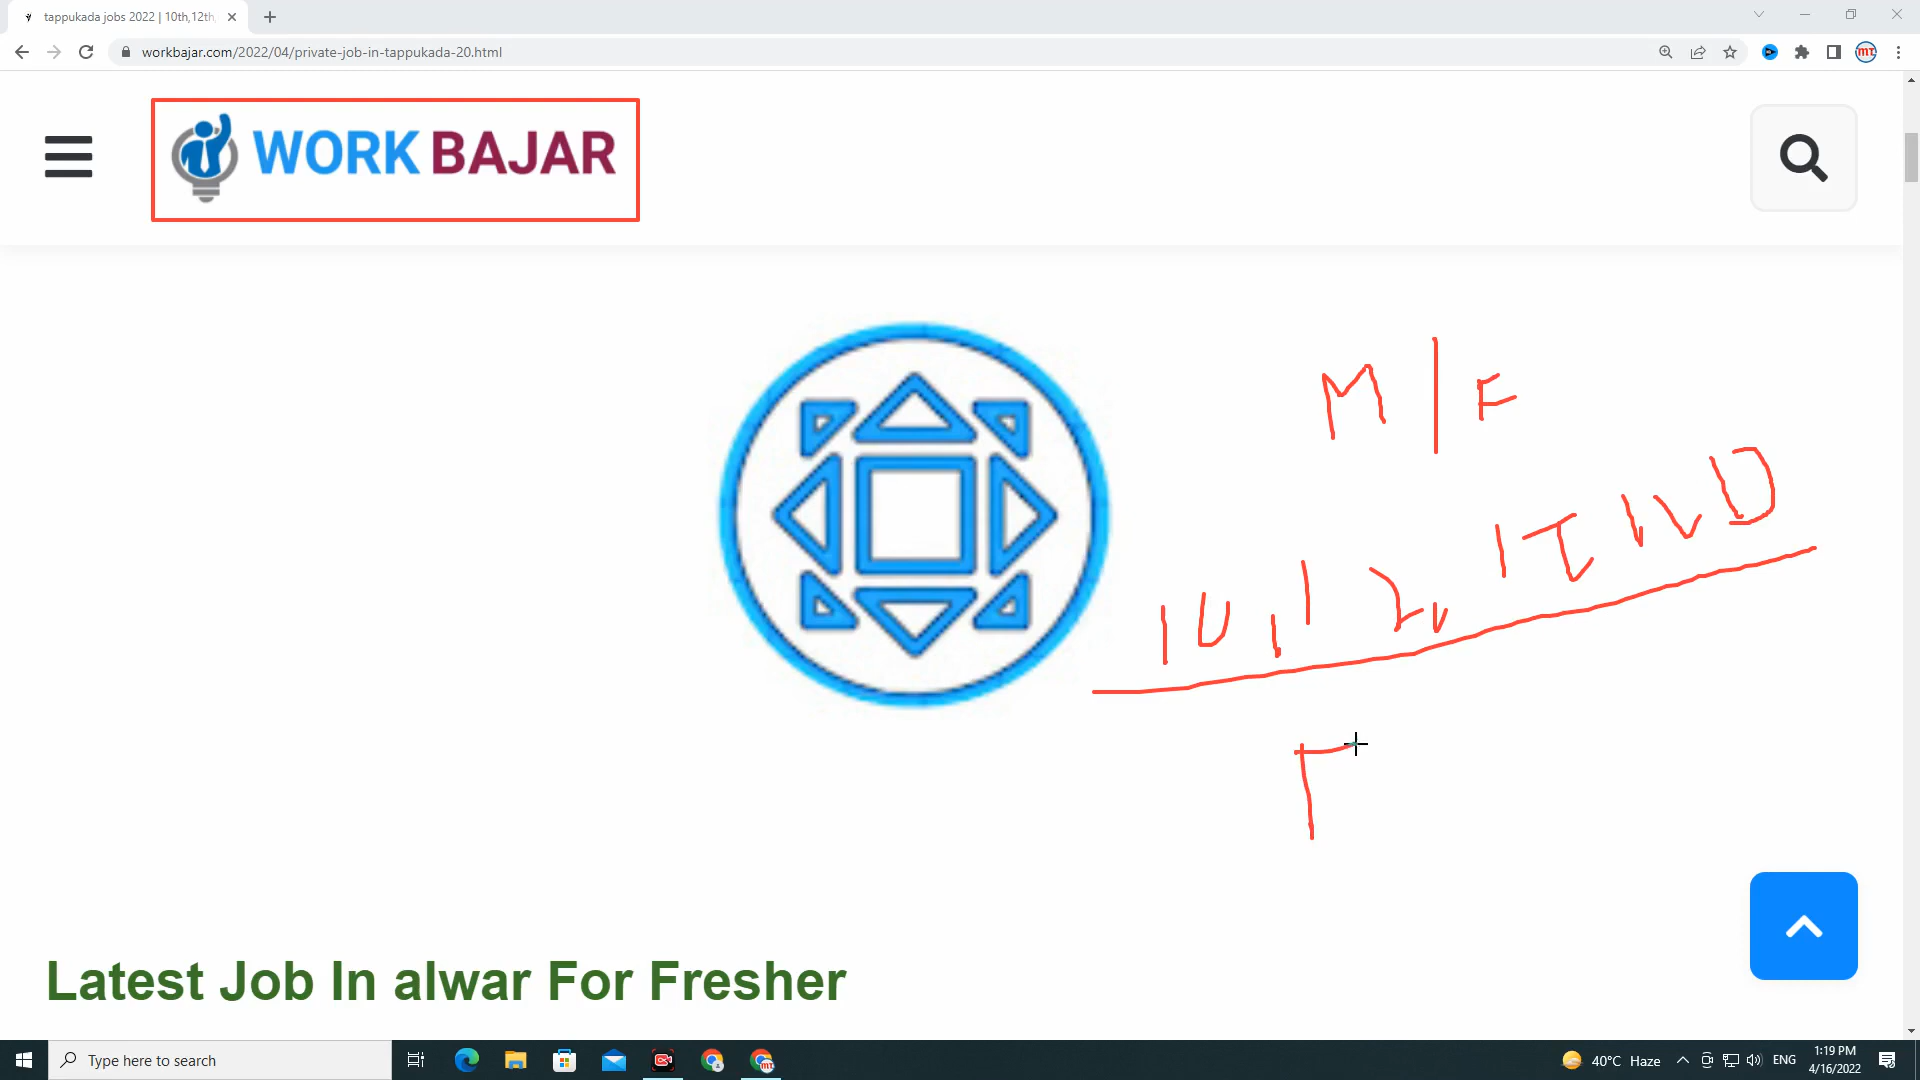 tappukada jobs 2022 | 10th,12th,
workbajar.com/2022/04/private-job-in-tappukada-20.html
mt
WORK BAJAR
M | F
10, 12,
Latest Job In alwar For Fresher
Type here to search
mt
40°C Haze
ENG
1:19 PM
4/16/2022